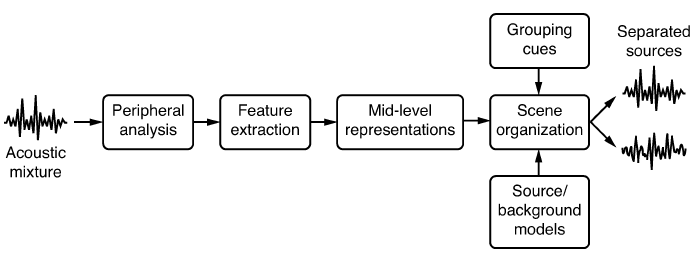 Acoustic
mixture
Peripheral
analysis
Feature
extraction
Mid-level
representations
Grouping
cues
Scene
organization
Source/
background
models
Separated
sources